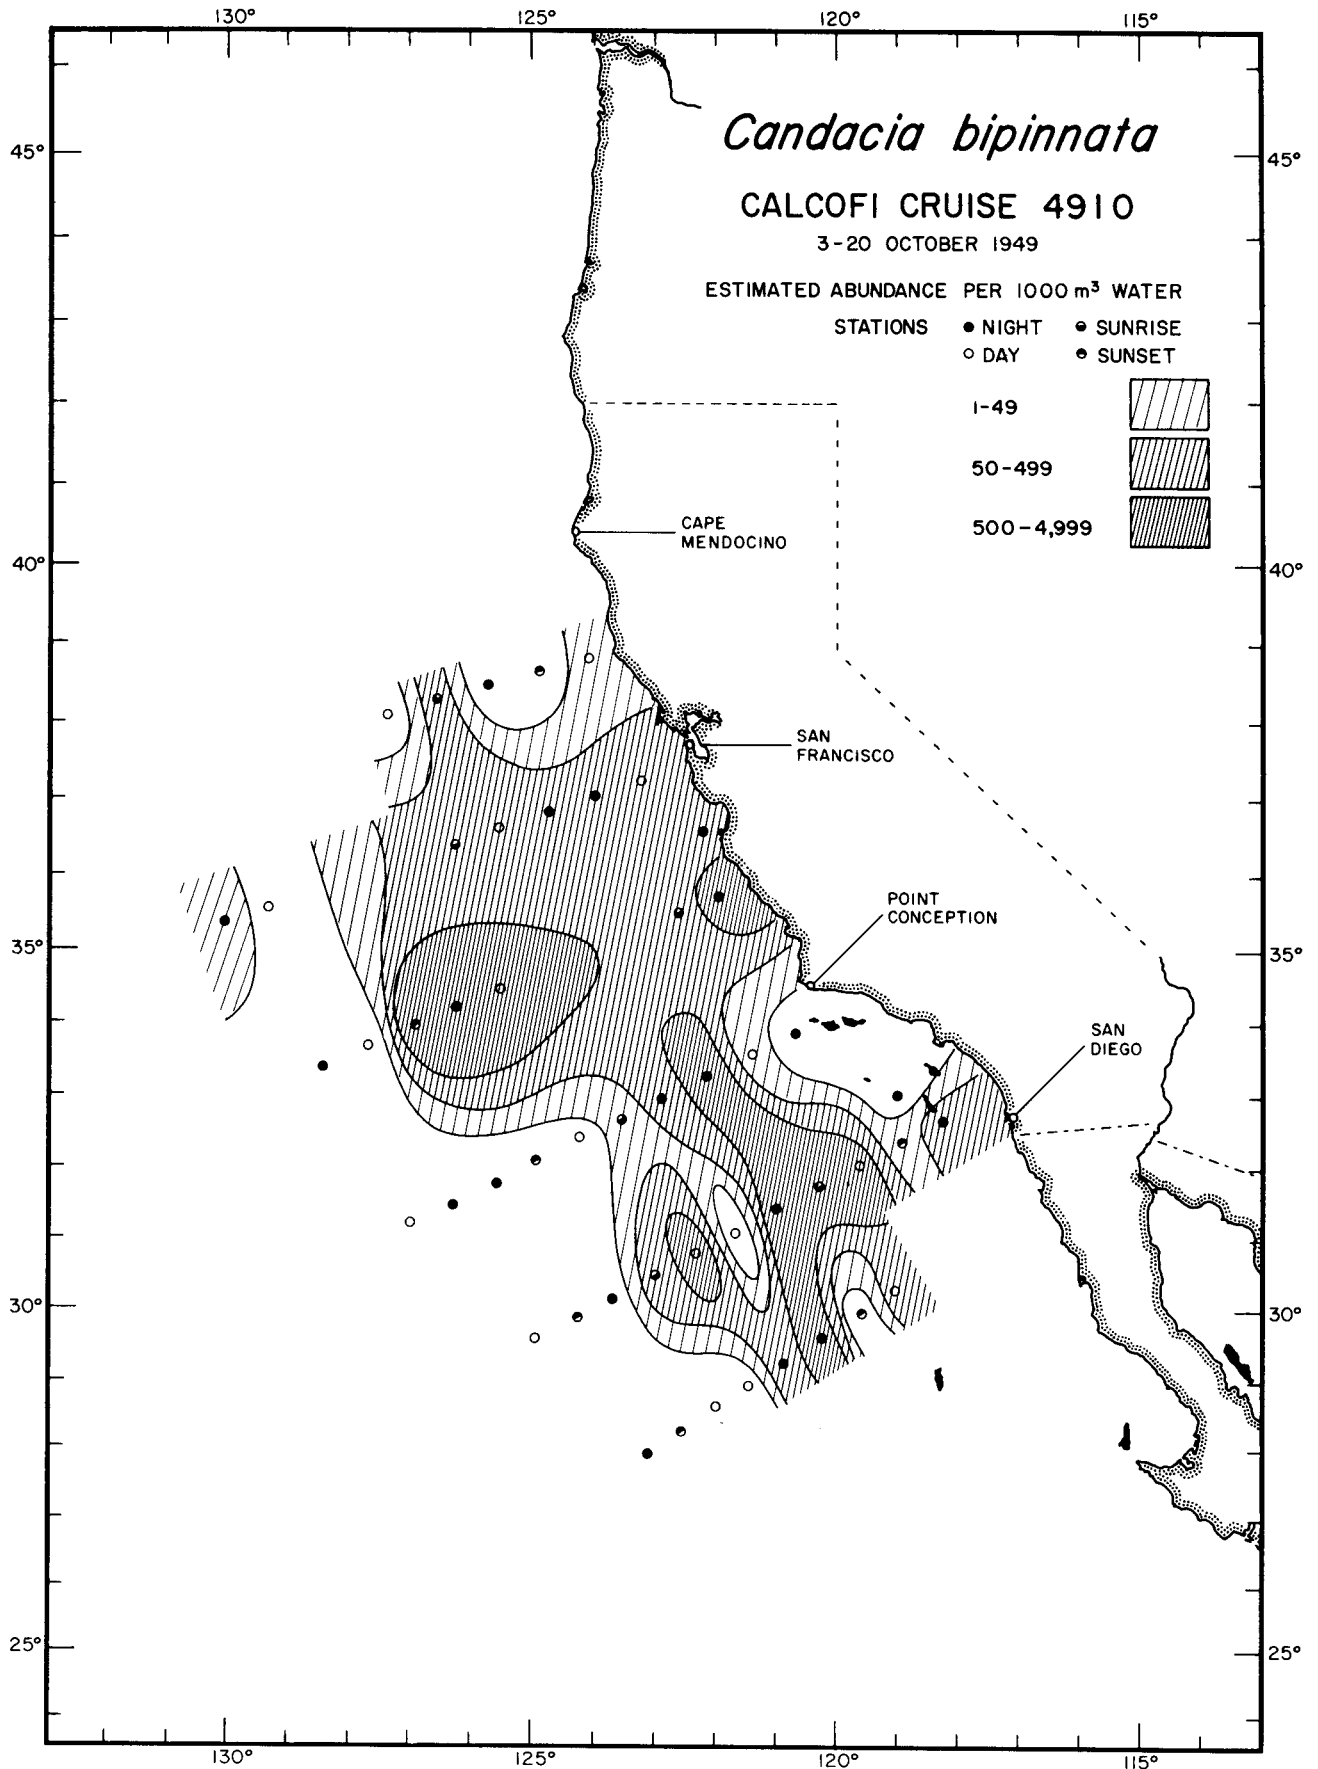 130° 125° 120° 115°
45° 45°
Candacia bipinnata
CALCOFI CRUISE 4910
3-20 OCTOBER 1949
ESTIMATED ABUNDANCE PER 1000 m³ WATER
STATIONS ● NIGHT ◒ SUNRISE
○ DAY ◓ SUNSET
1-49
50-499
500-4,999
CAPE
MENDOCINO
40° 40°
SAN
FRANCISCO
POINT
CONCEPTION
35° 35°
SAN
DIEGO
30° 30°
25° 25°
130° 125° 120° 115°